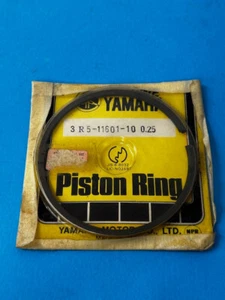 YAMAHA
3R5-11601-10 0.25
Piston Ring
YAMAHA MOTOR CO., LTD.